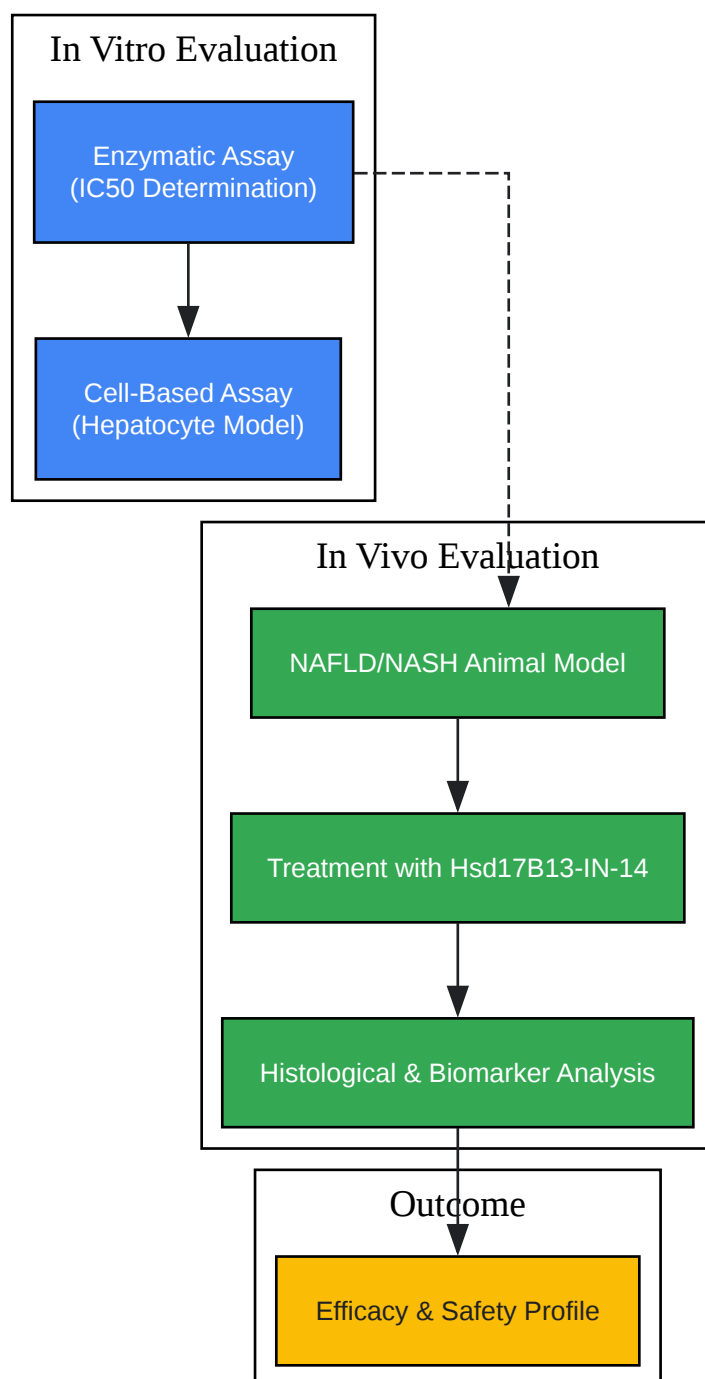 In Vitro Evaluation
Enzymatic Assay
(IC50 Determination)
Cell-Based Assay
(Hepatocyte Model)
In Vivo Evaluation
NAFLD/NASH Animal Model
Treatment with Hsd17B13-IN-14
Histological & Biomarker Analysis
Outcome
Efficacy & Safety Profile